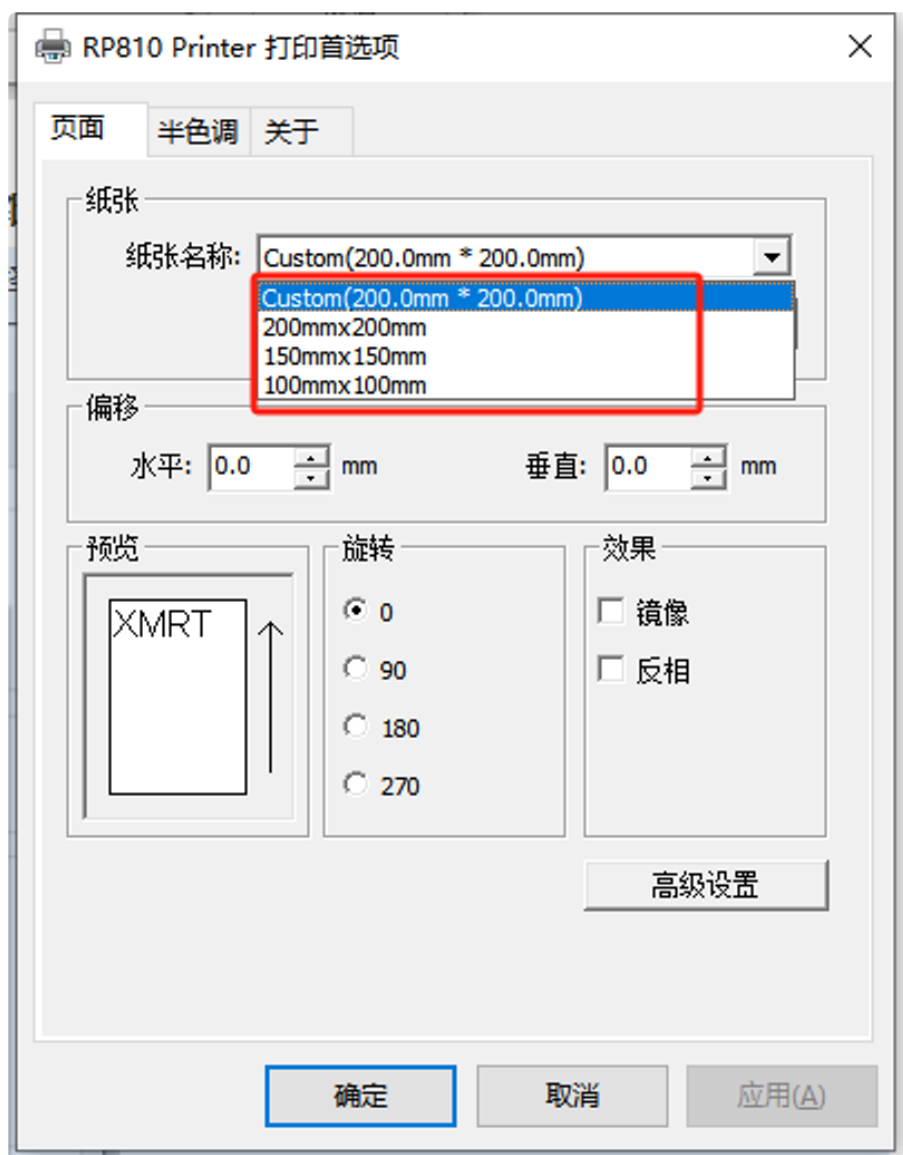 RP810 Printer 打印首选项
页面 半色调 关于
纸张
纸张名称: Custom(200.0mm * 200.0mm)
Custom(200.0mm * 200.0mm)
200mmx200mm
150mmx150mm
100mmx100mm
偏移
水平: 0.0 mm 垂直: 0.0 mm
预览 旋转 效果
XMRT
0 镜像
90 反相
180
270
高级设置
确定 取消 应用(A)